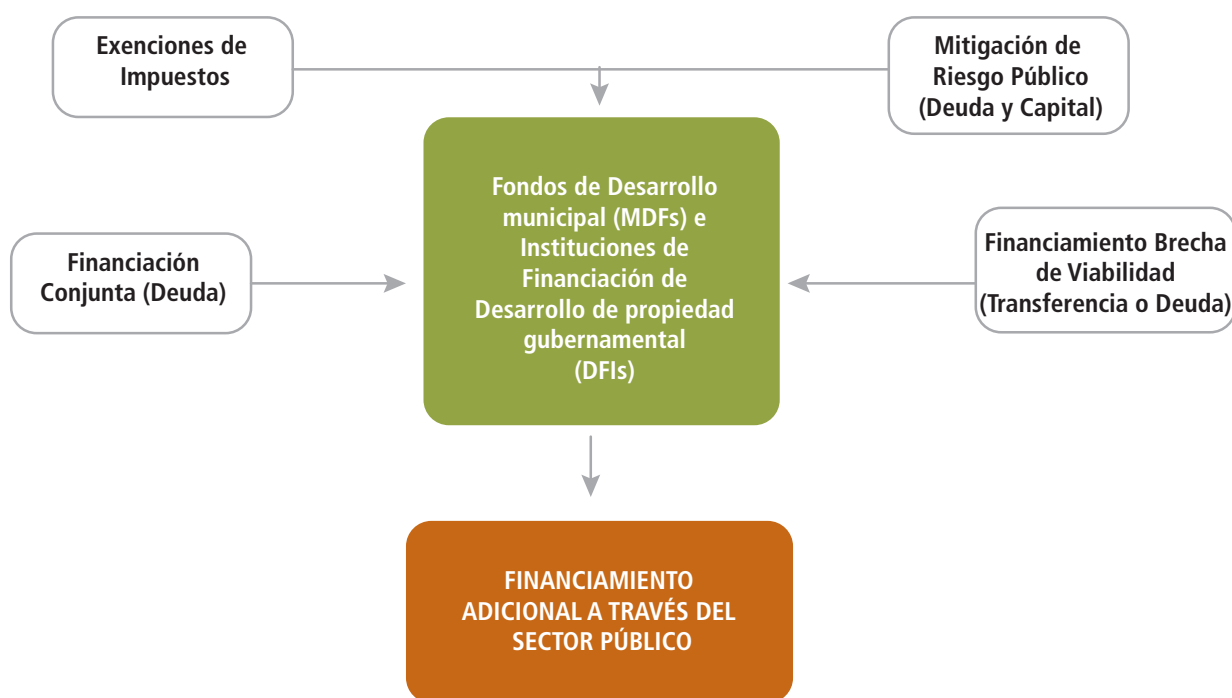 Exenciones de
Impuestos
Mitigación de
Riesgo Público
(Deuda y Capital)
Fondos de Desarrollo
municipal (MDFs) e
Instituciones de
Financiación de
Desarrollo de propiedad
gubernamental
(DFIs)
Financiación
Conjunta (Deuda)
Financiamiento Brecha
de Viabilidad
(Transferencia o Deuda)
FINANCIAMIENTO
ADICIONAL A TRAVÉS DEL
SECTOR PÚBLICO